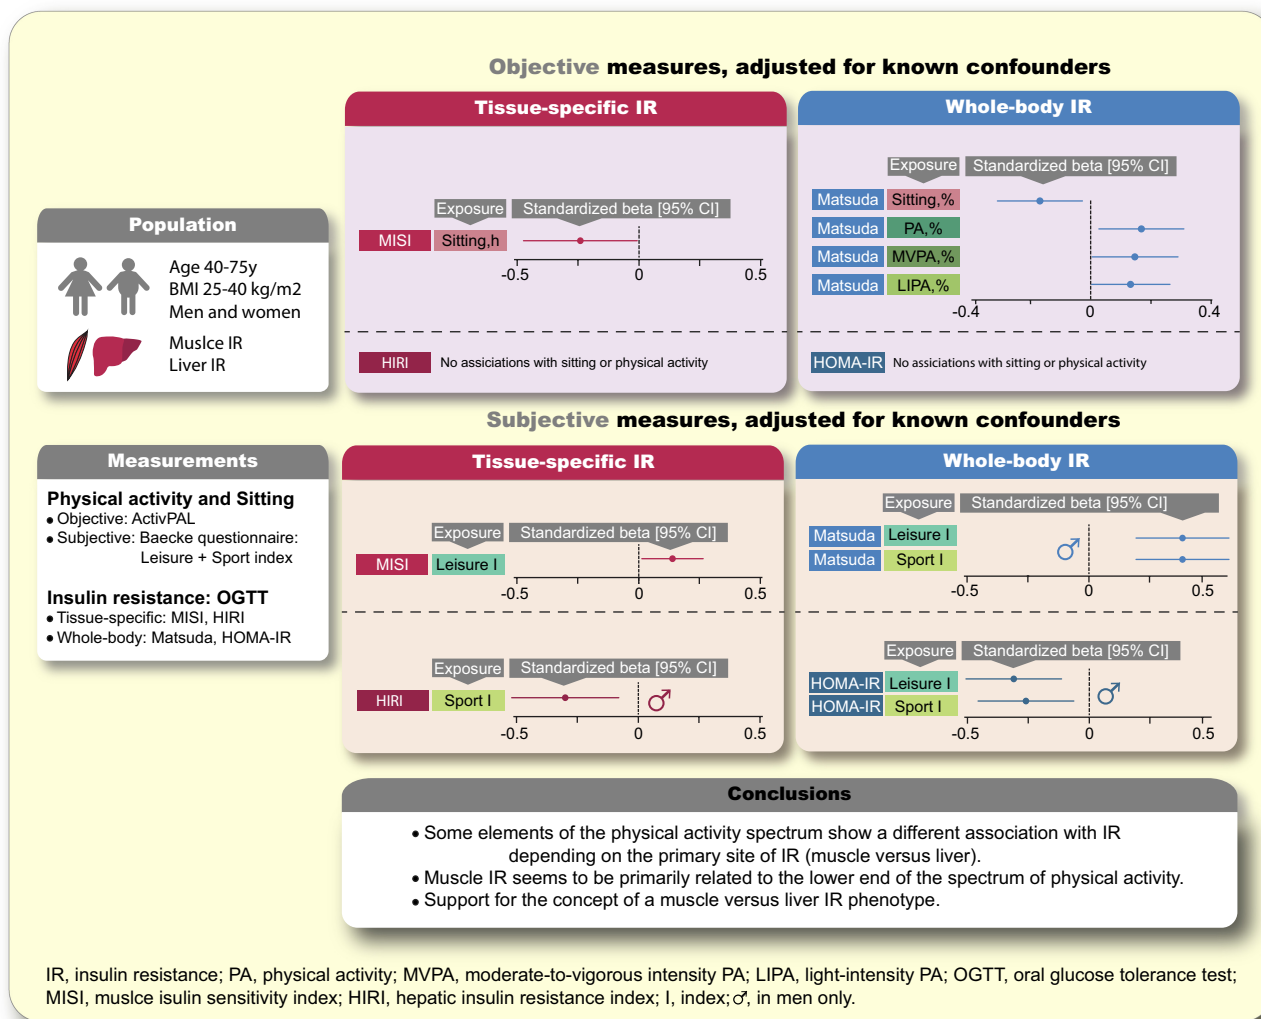 Objective measures, adjusted for known confounders
Tissue-specific IR
Exposure Standardized beta [95% CI]
MISI Sitting,h
-0.5 0 0.5
HIRI No assiciations with sitting or physical activity
Whole-body IR
Exposure Standardized beta [95% CI]
Matsuda Sitting,%
Matsuda PA,%
Matsuda MVPA,%
Matsuda LIPA,%
-0.4 0 0.4
HOMA-IR No assiciations with sitting or physical activity
Population
Age 40-75y
BMI 25-40 kg/m2
Men and women
Muslce IR
Liver IR
Subjective measures, adjusted for known confounders
Measurements
Physical activity and Sitting
• Objective: ActivPAL
• Subjective: Baecke questionnaire:
Leisure + Sport index
Insulin resistance: OGTT
• Tissue-specific: MISI, HIRI
• Whole-body: Matsuda, HOMA-IR
Tissue-specific IR
Exposure Standardized beta [95% CI]
MISI Leisure I
-0.5 0 0.5
Exposure Standardized beta [95% CI]
HIRI Sport I ♂
-0.5 0 0.5
Whole-body IR
Exposure Standardized beta [95% CI]
Matsuda Leisure I
Matsuda Sport I ♂
-0.5 0 0.5
Exposure Standardized beta [95% CI]
HOMA-IR Leisure I
HOMA-IR Sport I ♂
-0.5 0 0.5
Conclusions
• Some elements of the physical activity spectrum show a different association with IR
depending on the primary site of IR (muscle versus liver).
• Muscle IR seems to be primarily related to the lower end of the spectrum of physical activity.
• Support for the concept of a muscle versus liver IR phenotype.
IR, insulin resistance; PA, physical activity; MVPA, moderate-to-vigorous intensity PA; LIPA, light-intensity PA; OGTT, oral glucose tolerance test;
MISI, muslce isulin sensitivity index; HIRI, hepatic insulin resistance index; I, index;♂, in men only.